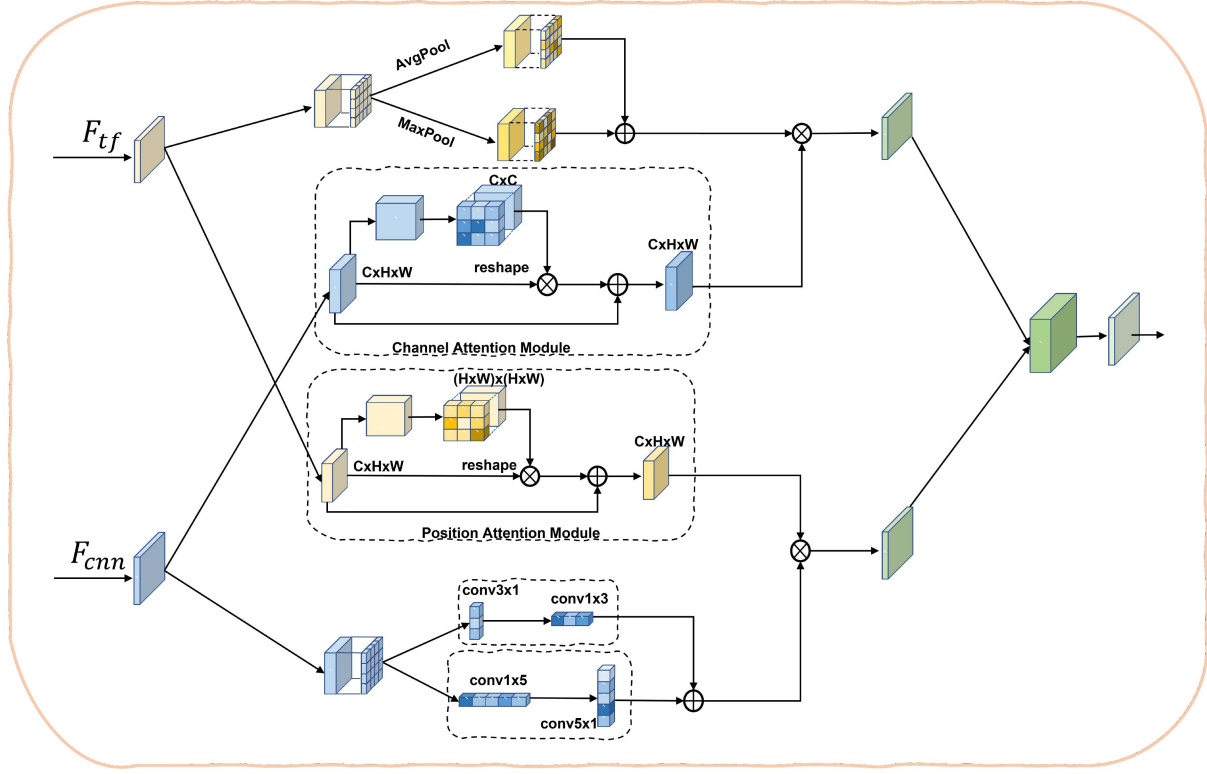 AvgPool
F_tf
MaxPool
CxC
CxHxW
CxHxW
reshape
Channel Attention Module
(HxW)x(HxW)
CxHxW
CxHxW
reshape
Position Attention Module
F_cnn
conv3x1
conv1x3
conv1x5
conv5x1